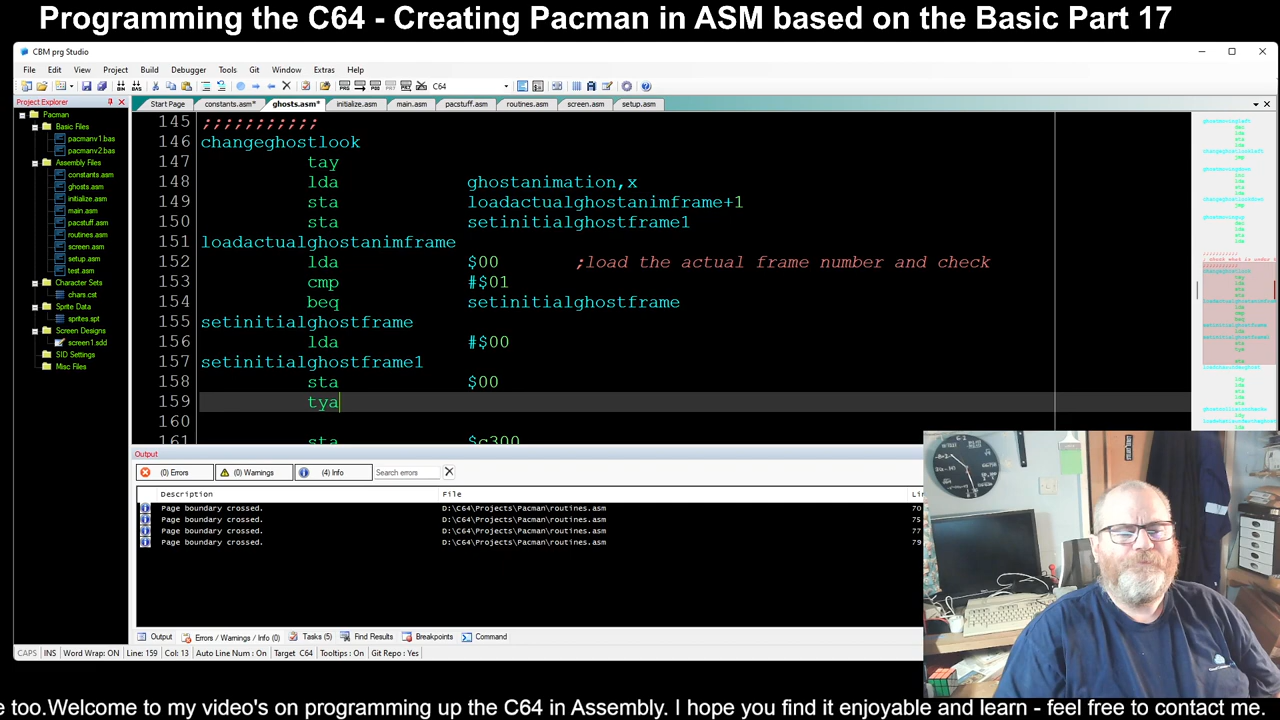 Programming the C64 - Creating Pacman in ASM based on the Basic Part 17
CBM prg Studio
File Edit View Project Build Debugger Tools Git Window Extras Help
C64
Project Explorer
Start Page constants.asm* ghosts.asm* initialize.asm main.asm pacstuff.asm routines.asm screen.asm setup.asm
Pacman
Basic Files
pacmanv1.bas
pacmanv2.bas
Assembly Files
constants.asm
ghosts.asm
initialize.asm
main.asm
pacstuff.asm
routines.asm
screen.asm
setup.asm
test.asm
Character Sets
chars.cst
Sprite Data
sprites.spt
Screen Designs
screen1.sdd
SID Settings
Misc Files
145 ;;;;;;;;;;;
146 changeghostlook
147 tay
148 lda ghostanimation,x
149 sta loadactualghostanimframe+1
150 sta setinitialghostframe1
151 loadactualghostanimframe
152 lda $00 ;load the actual frame number and check
153 cmp #$01
154 beq setinitialghostframe
155 setinitialghostframe
156 lda #$00
157 setinitialghostframe1
158 sta $00
159 tya
160
161 sta $c300
Output
(0) Errors (0) Warnings (4) Info Search errors
Description File Lin
Page boundary crossed. D:\C64\Projects\Pacman\routines.asm 70
Page boundary crossed. D:\C64\Projects\Pacman\routines.asm 75
Page boundary crossed. D:\C64\Projects\Pacman\routines.asm 77
Page boundary crossed. D:\C64\Projects\Pacman\routines.asm 79
Output Errors / Warnings / Info (0) Tasks (5) Find Results Breakpoints Command
CAPS INS Word Wrap: ON Line: 159 Col: 13 Auto Line Num : On Target C64 Tooltips : On Git Repo : Yes
e too.Welcome to my video's on programming up the C64 in Assembly. I hope you find it enjoyable and learn - feel free to contact me.